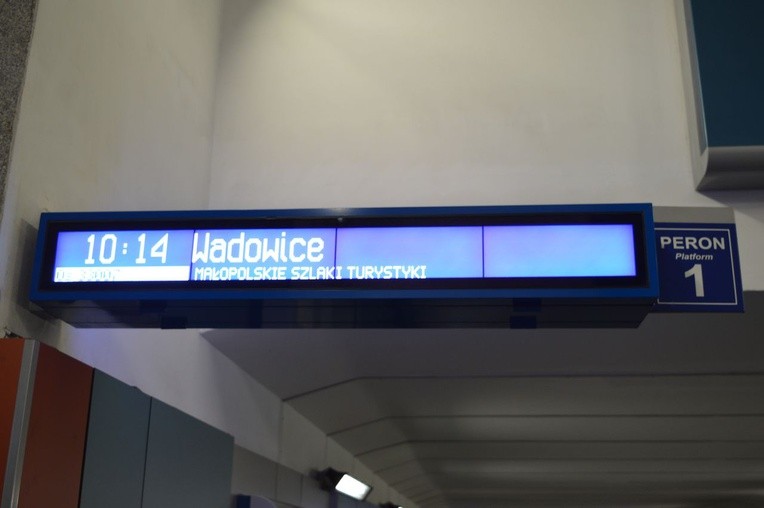 10:14
Wadowice
MAŁOPOLSKIE SZLAKI TURYSTYKI
PERON
Platform
1